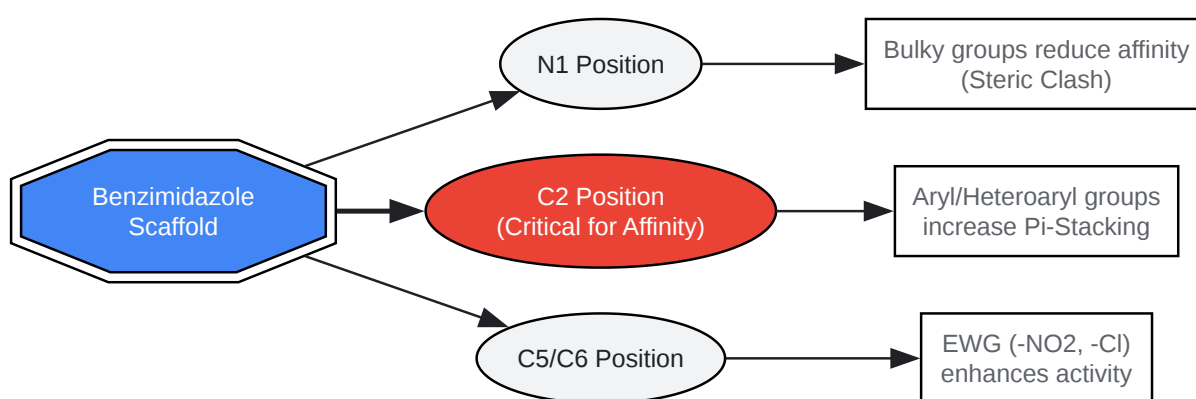 Benzimidazole
Scaffold
N1 Position
Bulky groups reduce affinity
(Steric Clash)
C2 Position
(Critical for Affinity)
Aryl/Heteroaryl groups
increase Pi-Stacking
C5/C6 Position
EWG (-NO2, -Cl)
enhances activity